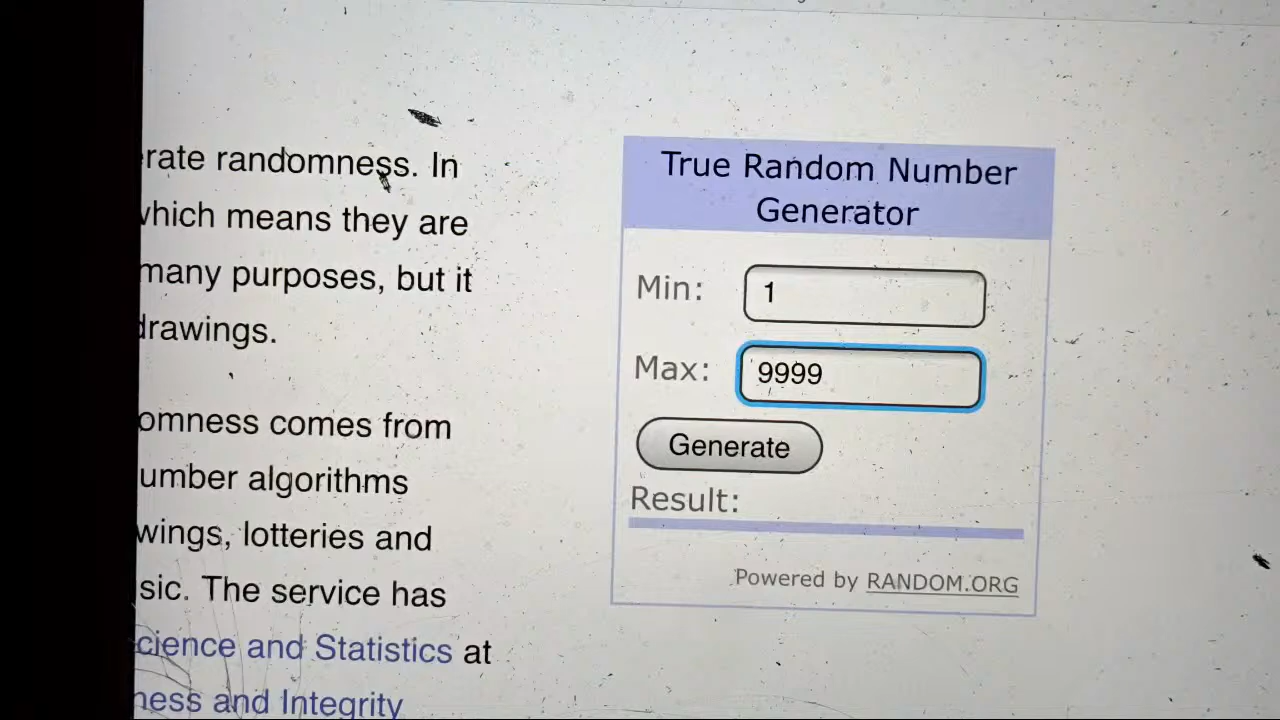 erate randomness. In
which means they are
many purposes, but it
drawings.
omness comes from
umber algorithms
wings, lotteries and
sic. The service has
cience and Statistics at
ness and Integrity
True Random Number
Generator
Min: 1
Max: 9999
Generate
Result:
Powered by RANDOM.ORG